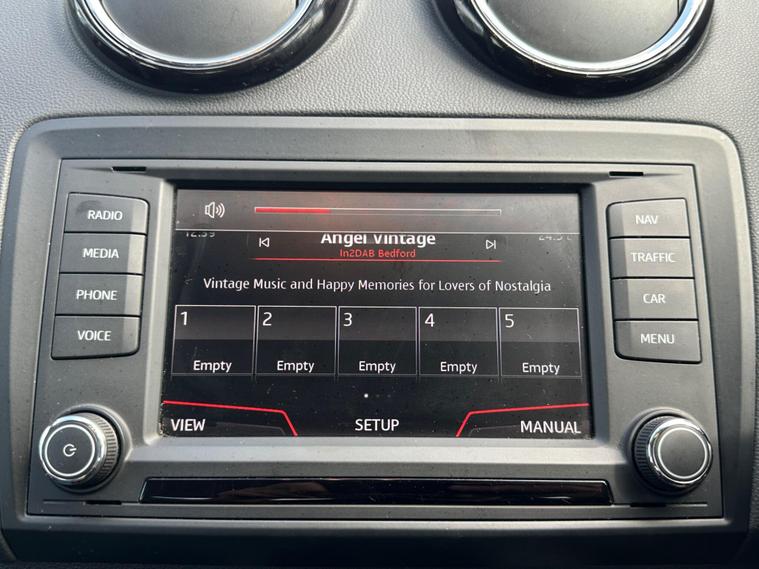 RADIO
MEDIA
PHONE
VOICE
NAV
TRAFFIC
CAR
MENU
Angel Vintage
In2DAB Bedford
Vintage Music and Happy Memories for Lovers of Nostalgia
1 2 3 4 5
Empty Empty Empty Empty Empty
VIEW SETUP MANUAL